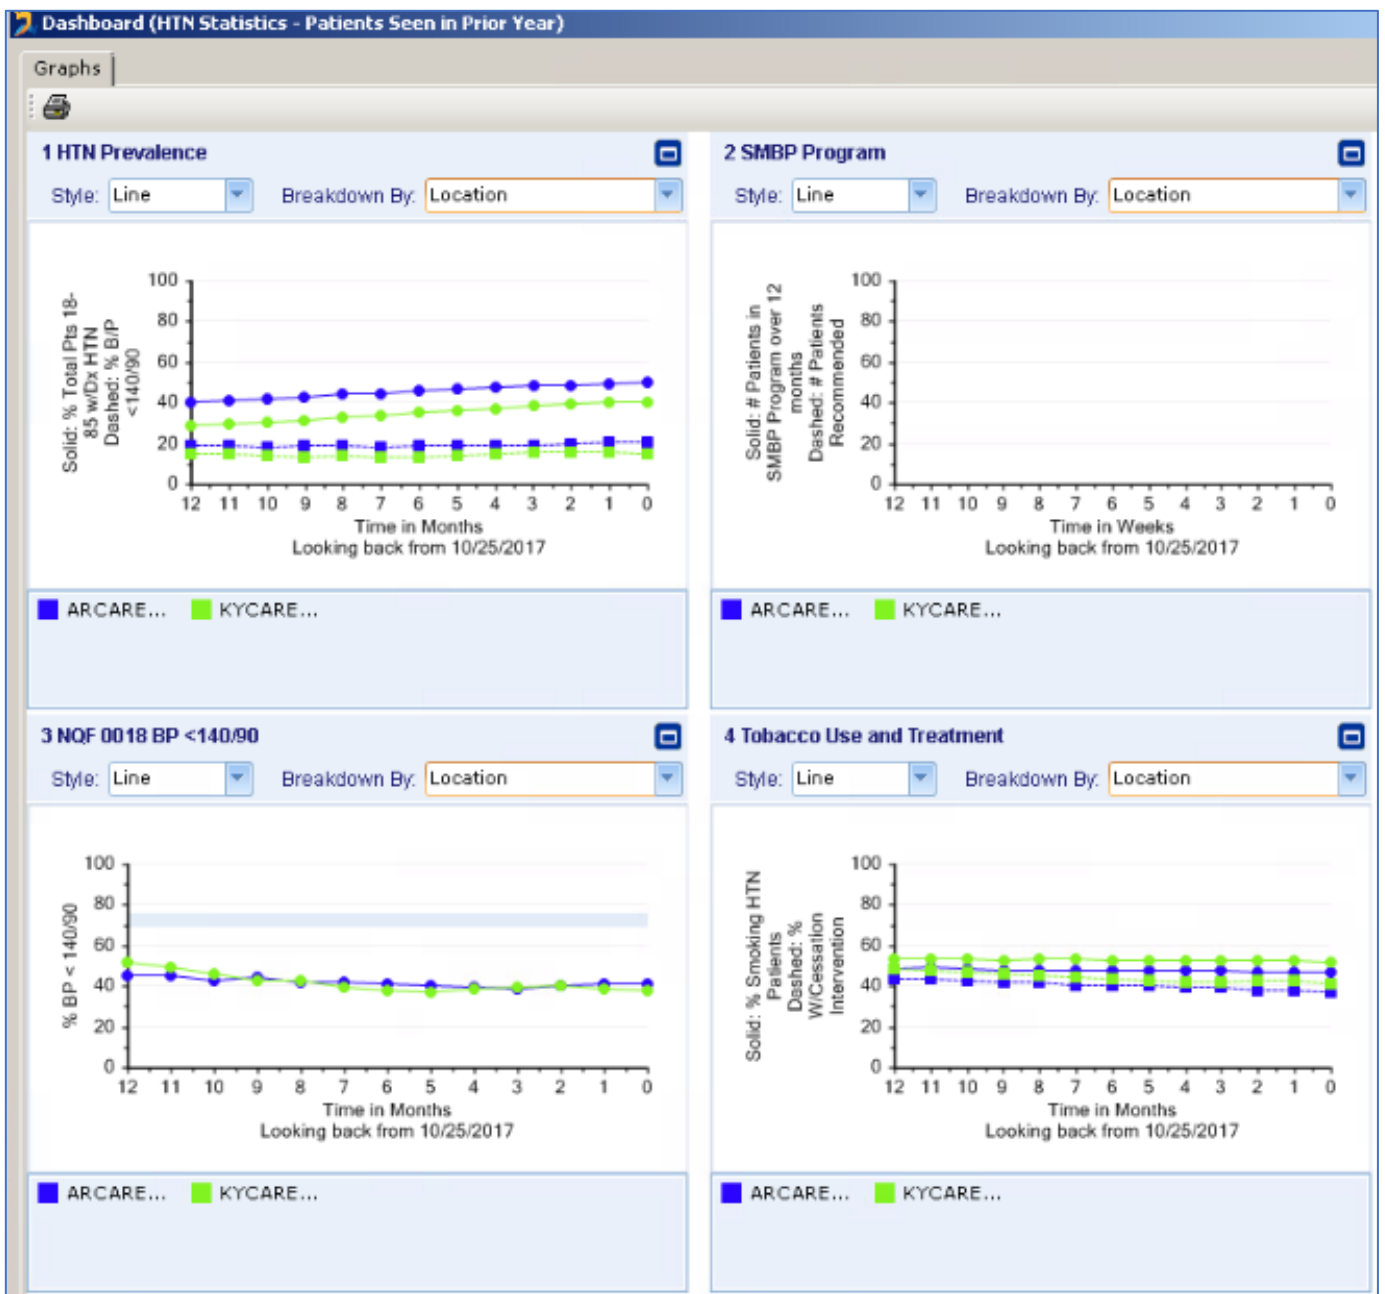 Dashboard (HTN Statistics - Patients Seen in Prior Year)
Graphs
1 HTN Prevalence
Style: Line Breakdown By: Location
Solid: % Total Pts 18-
85 w/Dx HTN
Dashed: % B/P
<140/90
100
80
60
40
20
0
12 11 10 9 8 7 6 5 4 3 2 1 0
Time in Months
Looking back from 10/25/2017
ARCARE... KYCARE...
2 SMBP Program
Style: Line Breakdown By: Location
Solid: # Patients in
SMBP Program over 12
months
Dashed: # Patients
Recommended
100
80
60
40
20
0
12 11 10 9 8 7 6 5 4 3 2 1 0
Time in Weeks
Looking back from 10/25/2017
ARCARE... KYCARE...
3 NQF 0018 BP <140/90
Style: Line Breakdown By: Location
% BP < 140/90
100
80
60
40
20
0
12 11 10 9 8 7 6 5 4 3 2 1 0
Time in Months
Looking back from 10/25/2017
ARCARE... KYCARE...
4 Tobacco Use and Treatment
Style: Line Breakdown By: Location
Solid: % Smoking HTN
Patients
Dashed: %
W/Cessation
Intervention
100
80
60
40
20
0
12 11 10 9 8 7 6 5 4 3 2 1 0
Time in Months
Looking back from 10/25/2017
ARCARE... KYCARE...